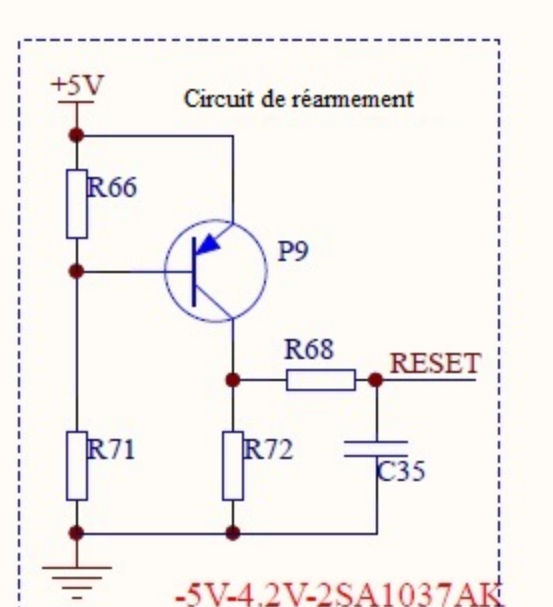 +5V
Circuit de réarmement
R66
P9
R68
RESET
R71
R72
C35
-5V-4.2V-2SA1037AK